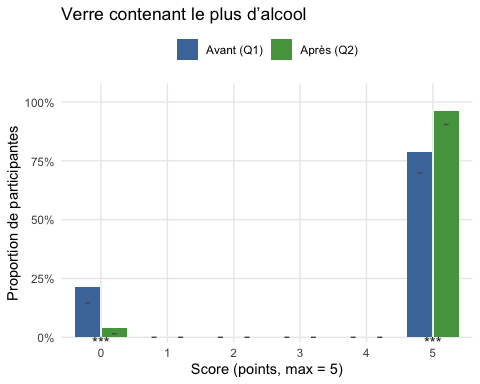 Verre contenant le plus d’alcool
Avant (Q1) Après (Q2)
Proportion de participantes
100%
75%
50%
25%
0%
*** ***
0 1 2 3 4 5
Score (points, max = 5)